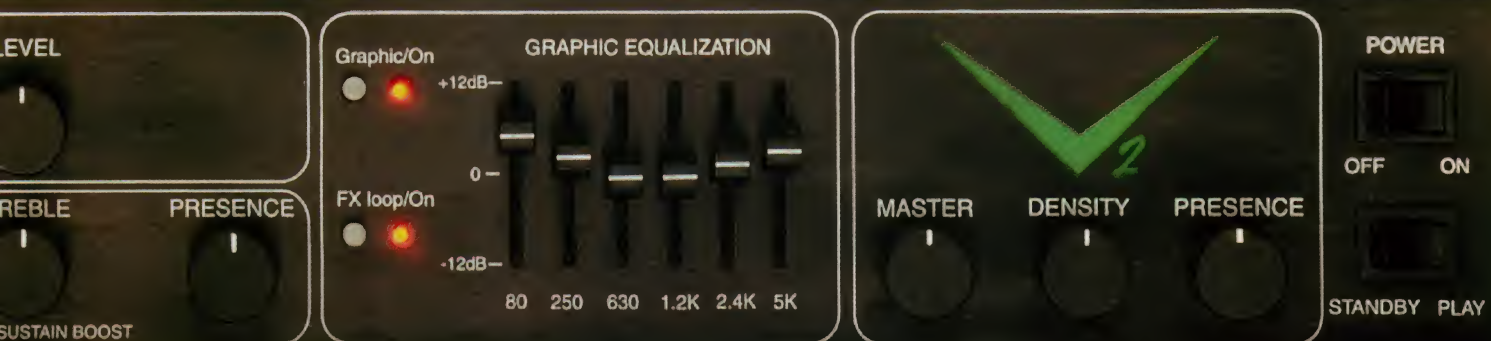 LEVEL
REBLE
PRESENCE
SUSTAIN BOOST
Graphic/On
GRAPHIC EQUALIZATION
+12dB
0
FX loop/On
-12dB
80 250 630 1.2K 2.4K 5K
V2
MASTER DENSITY PRESENCE
POWER
OFF ON
STANDBY PLAY